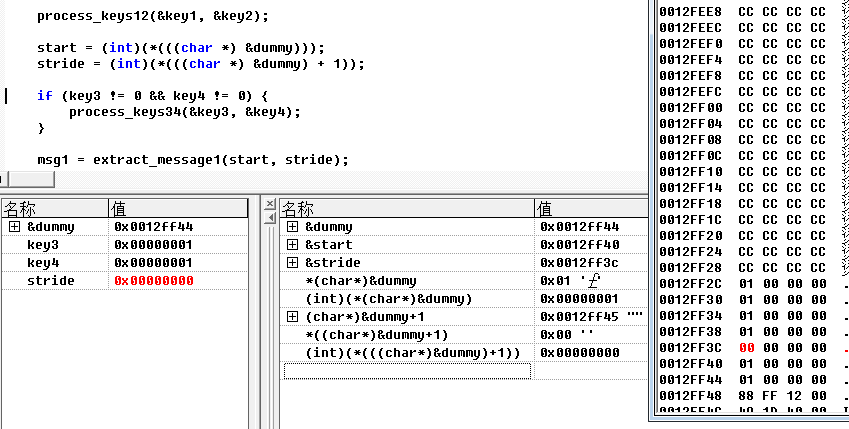 process_keys12(&key1, &key2);
start = (int)(*(((char *) &dummy)));
stride = (int)(*(((char *) &dummy) + 1));
if (key3 != 0 && key4 != 0) {
process_keys34(&key3, &key4);
}
msg1 = extract_message1(start, stride);
名称 值
&dummy 0x0012ff44
key3 0x00000001
key4 0x00000001
stride 0x00000000
名称 值
&dummy 0x0012ff44
&start 0x0012ff40
&stride 0x0012ff3c
*(char*)&dummy 0x01 '
(int)(*(char*)&dummy) 0x00000001
(char*)&dummy+1 0x0012ff45 ""
*((char*)&dummy+1) 0x00 ''
(int)(*(((char*)&dummy)+1)) 0x00000000
0012FEE8 CC CC CC CC
0012FEEC CC CC CC CC
0012FEF0 CC CC CC CC
0012FEF4 CC CC CC CC
0012FEF8 CC CC CC CC
0012FEFC CC CC CC CC
0012FF00 CC CC CC CC
0012FF04 CC CC CC CC
0012FF08 CC CC CC CC
0012FF0C CC CC CC CC
0012FF10 CC CC CC CC
0012FF14 CC CC CC CC
0012FF18 CC CC CC CC
0012FF1C CC CC CC CC
0012FF20 CC CC CC CC
0012FF24 CC CC CC CC
0012FF28 CC CC CC CC
0012FF2C 01 00 00 00
0012FF30 01 00 00 00
0012FF34 01 00 00 00
0012FF38 01 00 00 00
0012FF3C 00 00 00 00
0012FF40 01 00 00 00
0012FF44 01 00 00 00
0012FF48 88 FF 12 00